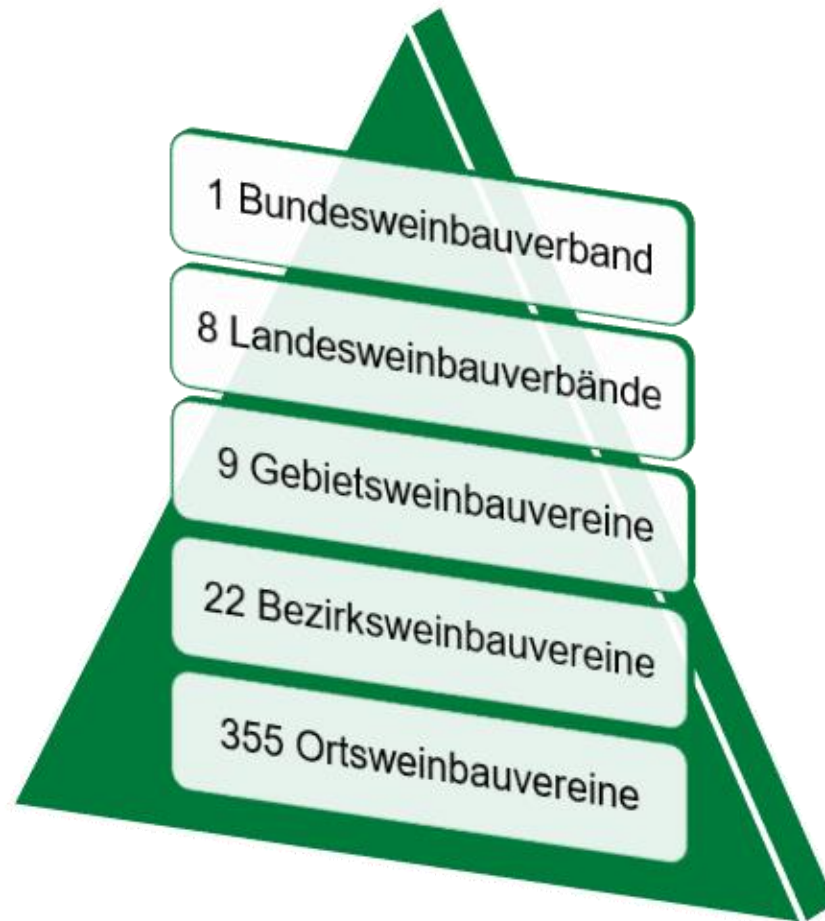 1 Bundesweinbauverband
8 Landesweinbauverbände
9 Gebietsweinbauvereine
22 Bezirksweinbauvereine
355 Ortsweinbauvereine